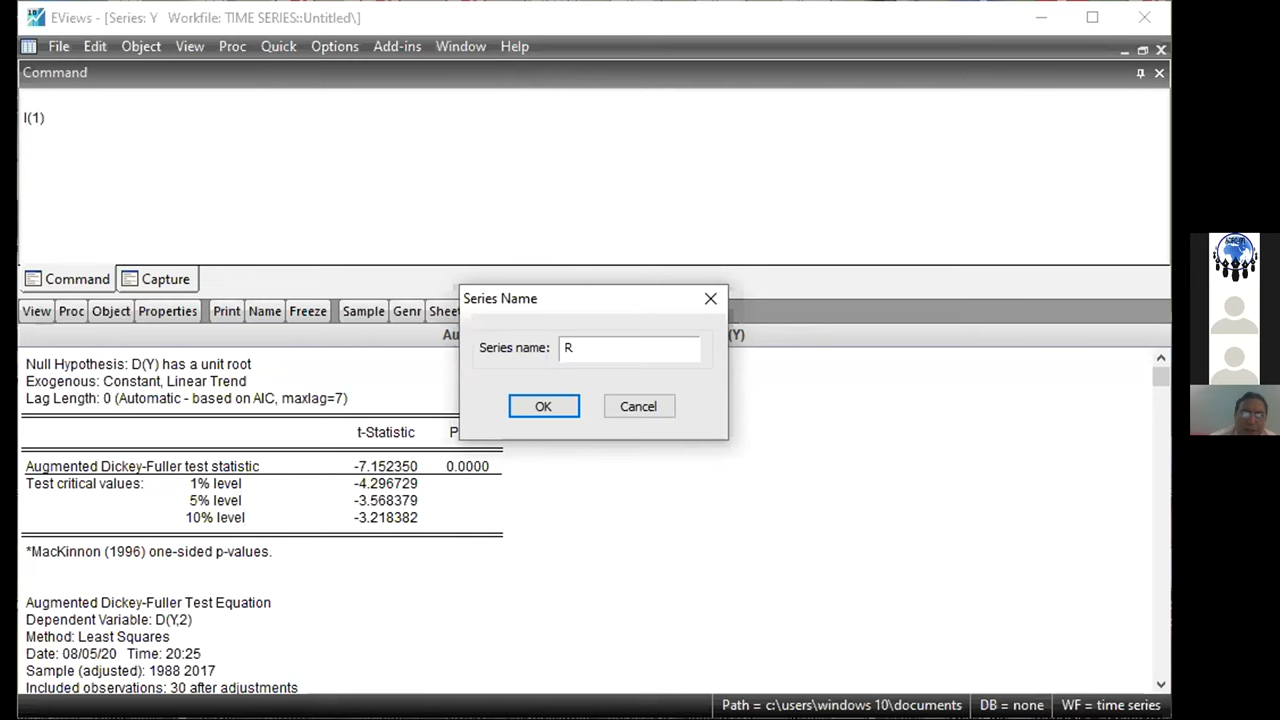 EViews - [Series: Y Workfile: TIME SERIES::Untitled\]
File Edit Object View Proc Quick Options Add-ins Window Help
Command
I(1)
Command Capture
View Proc Object Properties Print Name Freeze Sample Genr Sheet
Series Name
Series name: R
OK Cancel
Au (Y)
Null Hypothesis: D(Y) has a unit root
Exogenous: Constant, Linear Trend
Lag Length: 0 (Automatic - based on AIC, maxlag=7)
t-Statistic P
Augmented Dickey-Fuller test statistic -7.152350 0.0000
Test critical values: 1% level -4.296729
5% level -3.568379
10% level -3.218382
*MacKinnon (1996) one-sided p-values.
Augmented Dickey-Fuller Test Equation
Dependent Variable: D(Y,2)
Method: Least Squares
Date: 08/05/20 Time: 20:25
Sample (adjusted): 1988 2017
Included observations: 30 after adjustments
Path = c:\users\windows 10\documents DB = none WF = time series